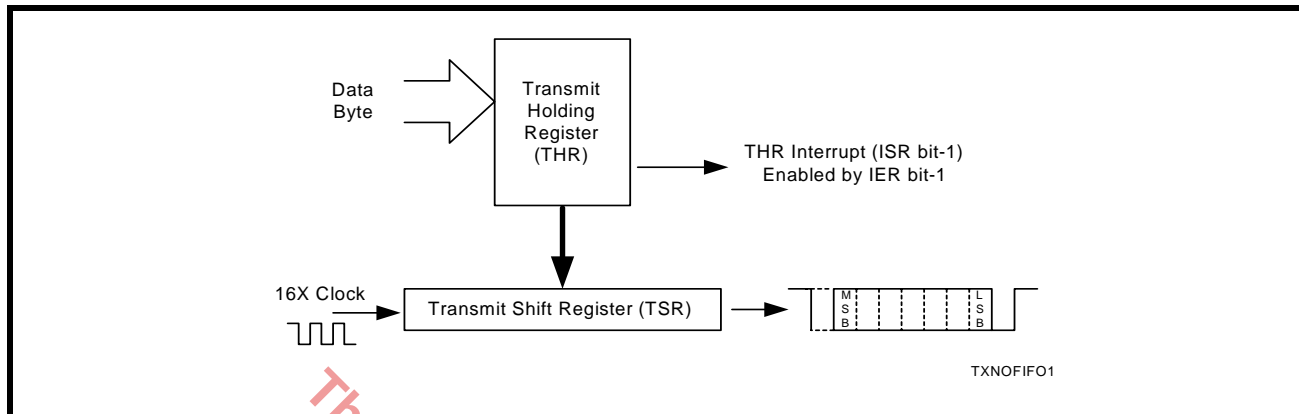 Data
Byte
Transmit
Holding
Register
(THR)
THR Interrupt (ISR bit-1)
Enabled by IER bit-1
16X Clock
Transmit Shift Register (TSR)
M
S
B
L
S
B
TXNOFIFO1
Th